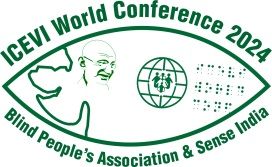 ICEVI World Conference 2024
Blind People's Association & Sense India